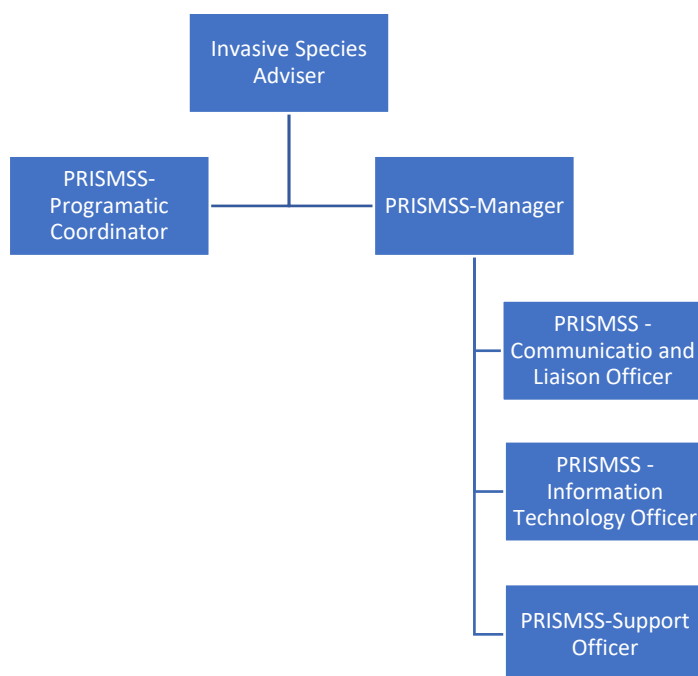 Invasive Species
Adviser
PRISMSS-
Programatic
Coordinator
PRISMSS-Manager
PRISMSS -
Communicatio and
Liaison Officer
PRISMSS -
Information
Technology Officer
PRISMSS-Support
Officer